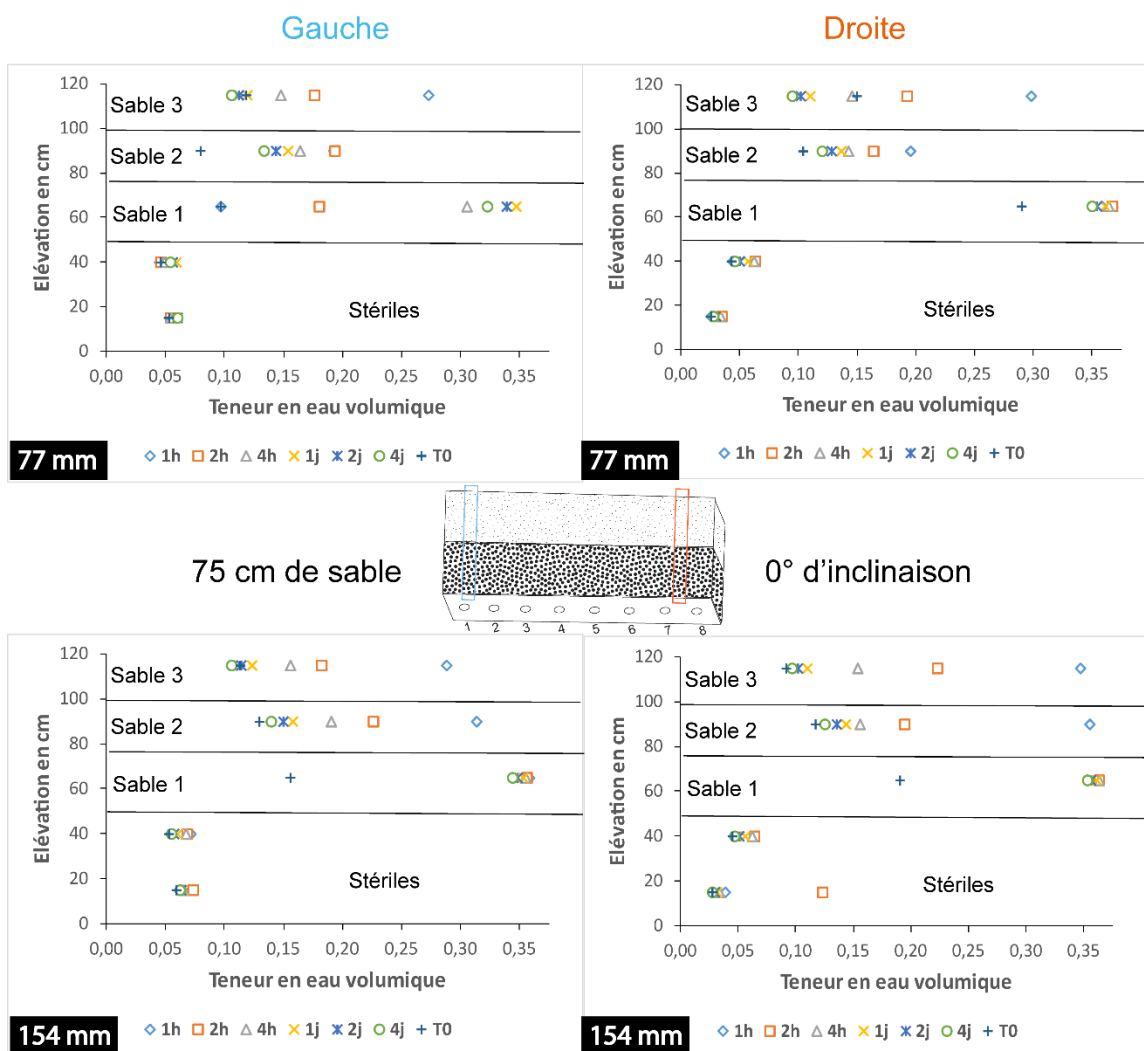 Gauche
Droite
120
100
80
60
40
20
0
Elévation en cm
Sable 3
Sable 2
Sable 1
Stériles
0,00 0,05 0,10 0,15 0,20 0,25 0,30 0,35
Teneur en eau volumique
77 mm
1h 2h 4h 1j 2j 4j T0
120
100
80
60
40
20
0
Elévation en cm
Sable 3
Sable 2
Sable 1
Stériles
0,00 0,05 0,10 0,15 0,20 0,25 0,30 0,35
Teneur en eau volumique
77 mm
1h 2h 4h 1j 2j 4j T0
75 cm de sable
1 2 3 4 5 6 7 8
0° d'inclinaison
120
100
80
60
40
20
0
Elévation en cm
Sable 3
Sable 2
Sable 1
Stériles
0,00 0,05 0,10 0,15 0,20 0,25 0,30 0,35
Teneur en eau volumique
154 mm
1h 2h 4h 1j 2j 4j T0
120
100
80
60
40
20
0
Elévation en cm
Sable 3
Sable 2
Sable 1
Stériles
0,00 0,05 0,10 0,15 0,20 0,25 0,30 0,35
Teneur en eau volumique
154 mm
1h 2h 4h 1j 2j 4j T0